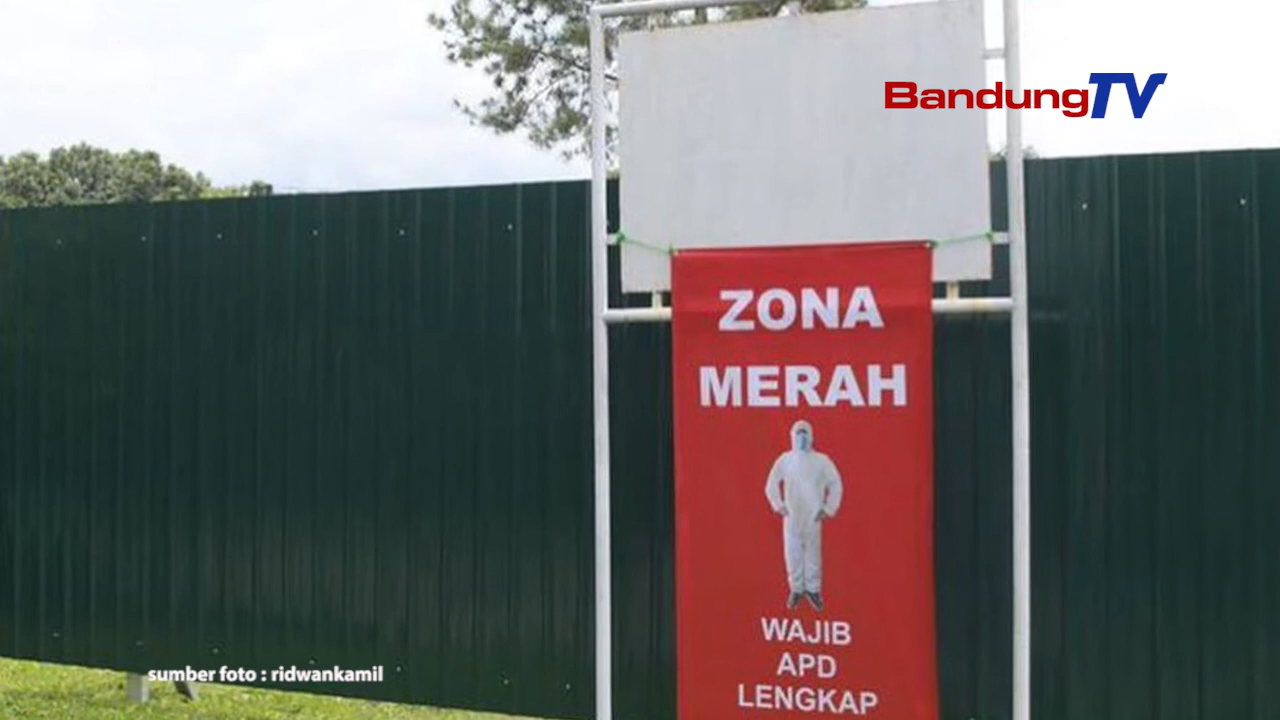 BandungTV
ZONA
MERAH
WAJIB
APD
LENGKAP
sumber foto : ridwankamil